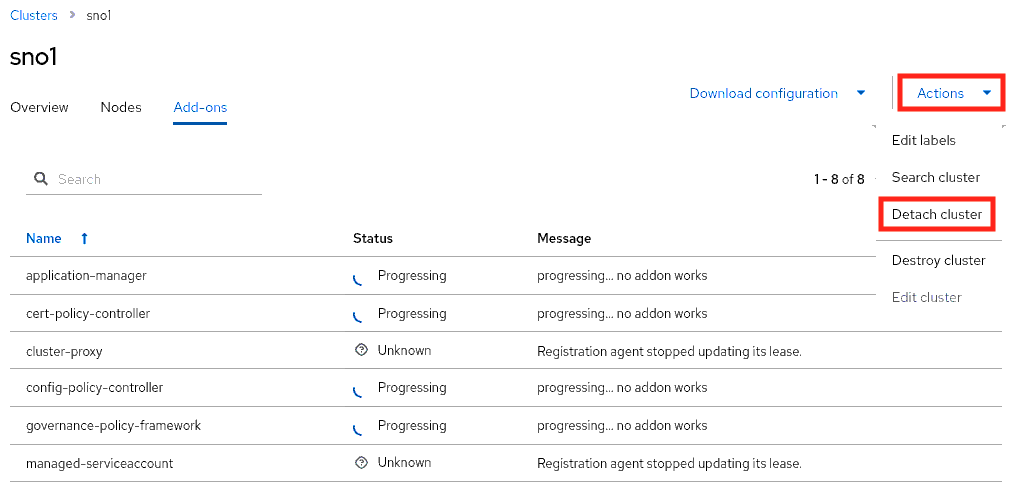 Clusters > sno1
sno1
Overview Nodes Add-ons
Download configuration Actions
Edit labels
Search cluster
Detach cluster
Destroy cluster
Edit cluster
Search
1 - 8 of 8
Name Status Message
application-manager Progressing progressing... no addon works
cert-policy-controller Progressing progressing... no addon works
cluster-proxy Unknown Registration agent stopped updating its lease.
config-policy-controller Progressing progressing... no addon works
governance-policy-framework Progressing progressing... no addon works
managed-serviceaccount Unknown Registration agent stopped updating its lease.